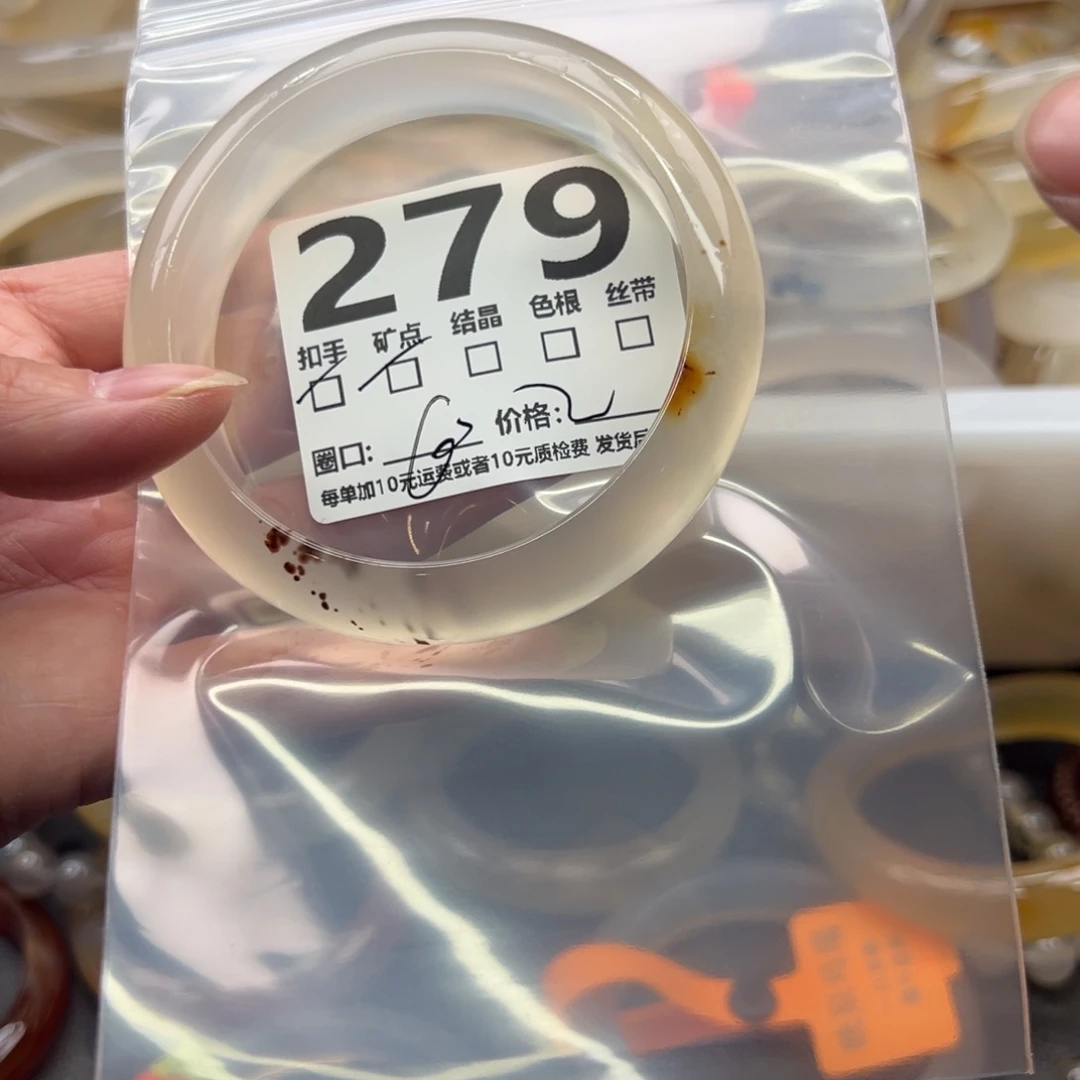 279
扣手 矿点 结晶 色根 丝带
圈口: 价格:
每单加10元运费或者10元质检费 发货后